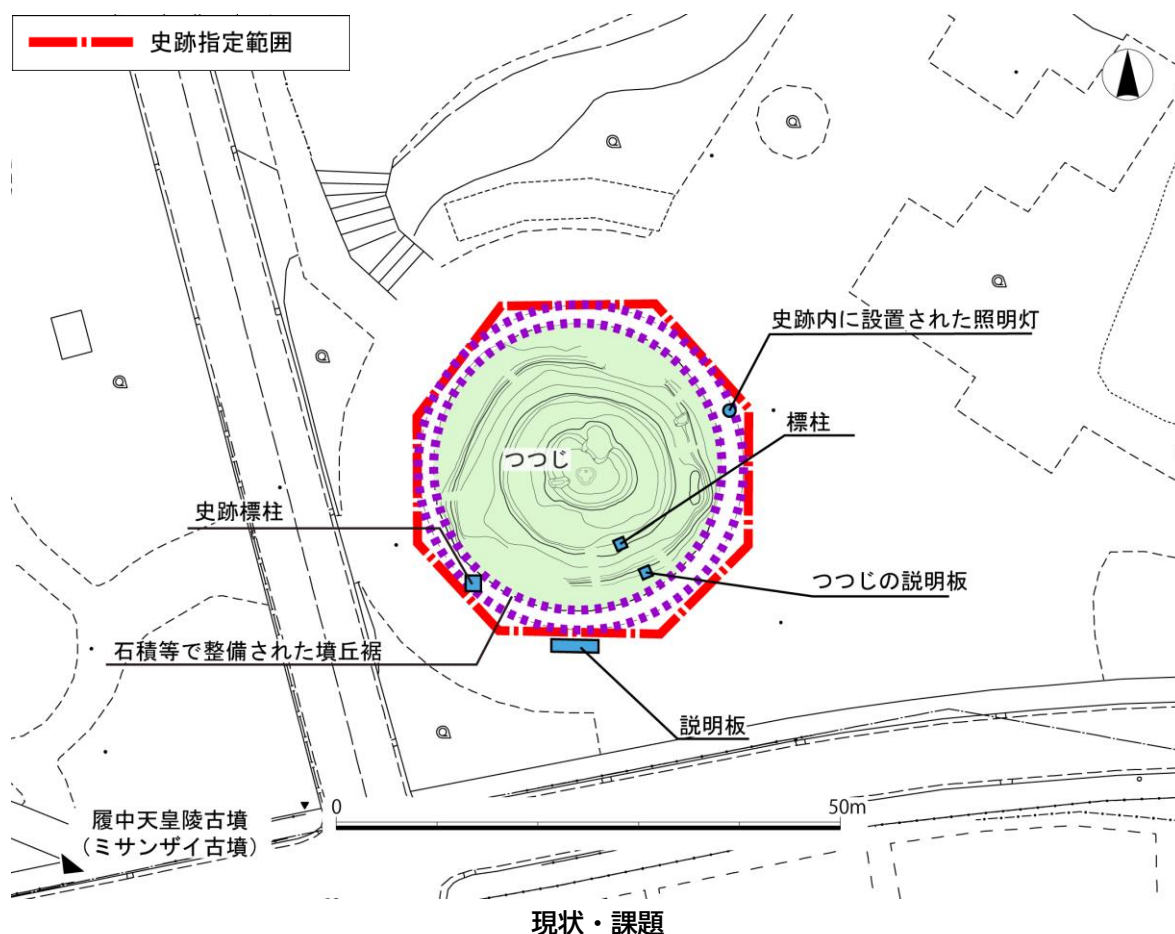 史跡指定範囲
史跡内に設置された照明灯
標柱
つつじ
史跡標柱
つつじの説明板
石積等で整備された墳丘裾
説明板
0
50m
履中天皇陵古墳
（ミサンザイ古墳）
現状・課題